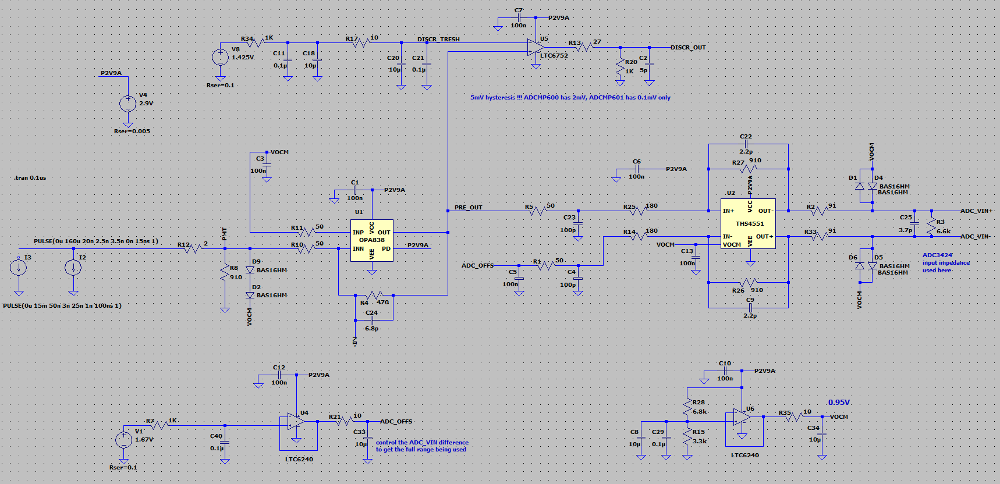 C7
P2V9A
100n
R34
1K
R17
10
DISCR_TRESH
U5
R13
27
DISCR_OUT
V8
1.425V
C11
0.1µ
C18
10µ
C20
10µ
C21
0.1µ
LTC6752
R20
1K
C2
5p
P2V9A
Rser=0.1
V4
2.9V
5mV hysteresis !!! ADCMP600 has 2mV, ADCMP601 has 0.1mV only
Rser=0.005
C22
2.2p
VOCM
C3
100n
VOCM
C6
P2V9A
100n
R27
910
.tran 0.1us
C1
P2V9A
100n
D1
D4
BAS16HM
BAS16HM
U2
P2V9A
U1
PRE_OUT
R5
50
R25
180
IN+
VCC
OUT-
R2
91
ADC_VIN+
THS4551
C23
100p
C25
3.7p
R3
6.6k
R11
50
INP
VCC
OUT
OPA838
PMT
R14
180
IN-
VEE
OUT+
R33
91
ADC_VIN-
PULSE(0u 160u 20n 2.5n 3.5n 0n 15ns 1)
R12
2
R10
50
INN
VEE
PD
P2V9A
VOCM
VOCM
C13
100n
I3
I2
D9
BAS16HM
R8
910
ADC_OFFS
R1
50
D6
D5
BAS16HM
BAS16HM
ADC3424
input impedance
used here
C5
100n
C4
100p
D2
BAS16HM
R26
910
VOCM
PULSE(0u 15m 50n 3n 25n 1n 100ns 1)
VOCM
R4
470
C9
2.2p
C24
6.8p
-IN
C12
P2V9A
100n
C10
P2V9A
100n
R28
6.8k
U6
0.95V
U4
R7
1K
R21
10
ADC_OFFS
R35
10
VOCM
V1
1.67V
C40
0.1µ
C33
10µ
control the ADC_VIN difference
to get the full range being used
C8
10µ
C29
0.1µ
R15
3.3k
C34
10µ
LTC6240
LTC6240
Rser=0.1